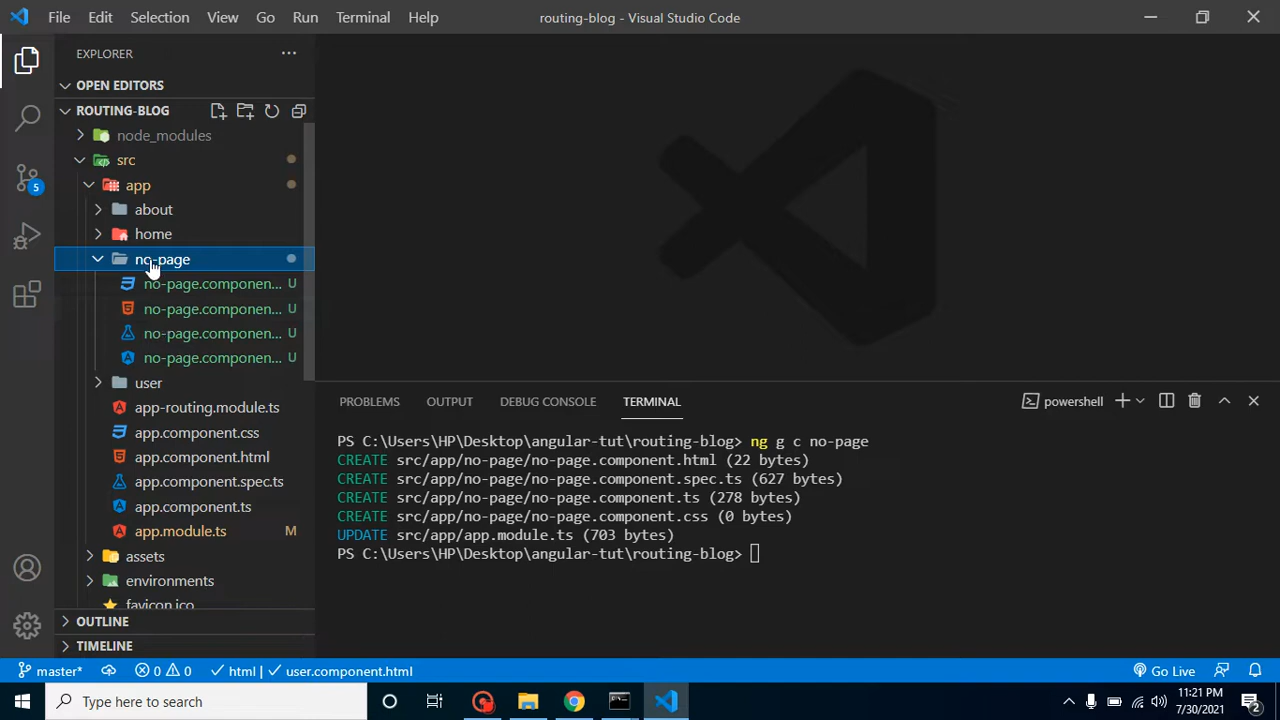 File Edit Selection View Go Run Terminal Help routing-blog - Visual Studio Code
EXPLORER
OPEN EDITORS
ROUTING-BLOG
node_modules
src
app
about
home
no-page
no-page.componen... U
no-page.componen... U
no-page.componen... U
no-page.componen... U
user
app-routing.module.ts
app.component.css
app.component.html
app.component.spec.ts
app.component.ts
app.module.ts M
assets
environments
favicon.ico
OUTLINE
TIMELINE
5
PROBLEMS OUTPUT DEBUG CONSOLE TERMINAL powershell
PS C:\Users\HP\Desktop\angular-tut\routing-blog> ng g c no-page
CREATE src/app/no-page/no-page.component.html (22 bytes)
CREATE src/app/no-page/no-page.component.spec.ts (627 bytes)
CREATE src/app/no-page/no-page.component.ts (278 bytes)
CREATE src/app/no-page/no-page.component.css (0 bytes)
UPDATE src/app/app.module.ts (703 bytes)
PS C:\Users\HP\Desktop\angular-tut\routing-blog>
master* 0 0 html | user.component.html Go Live
Type here to search
11:21 PM
7/30/2021
2